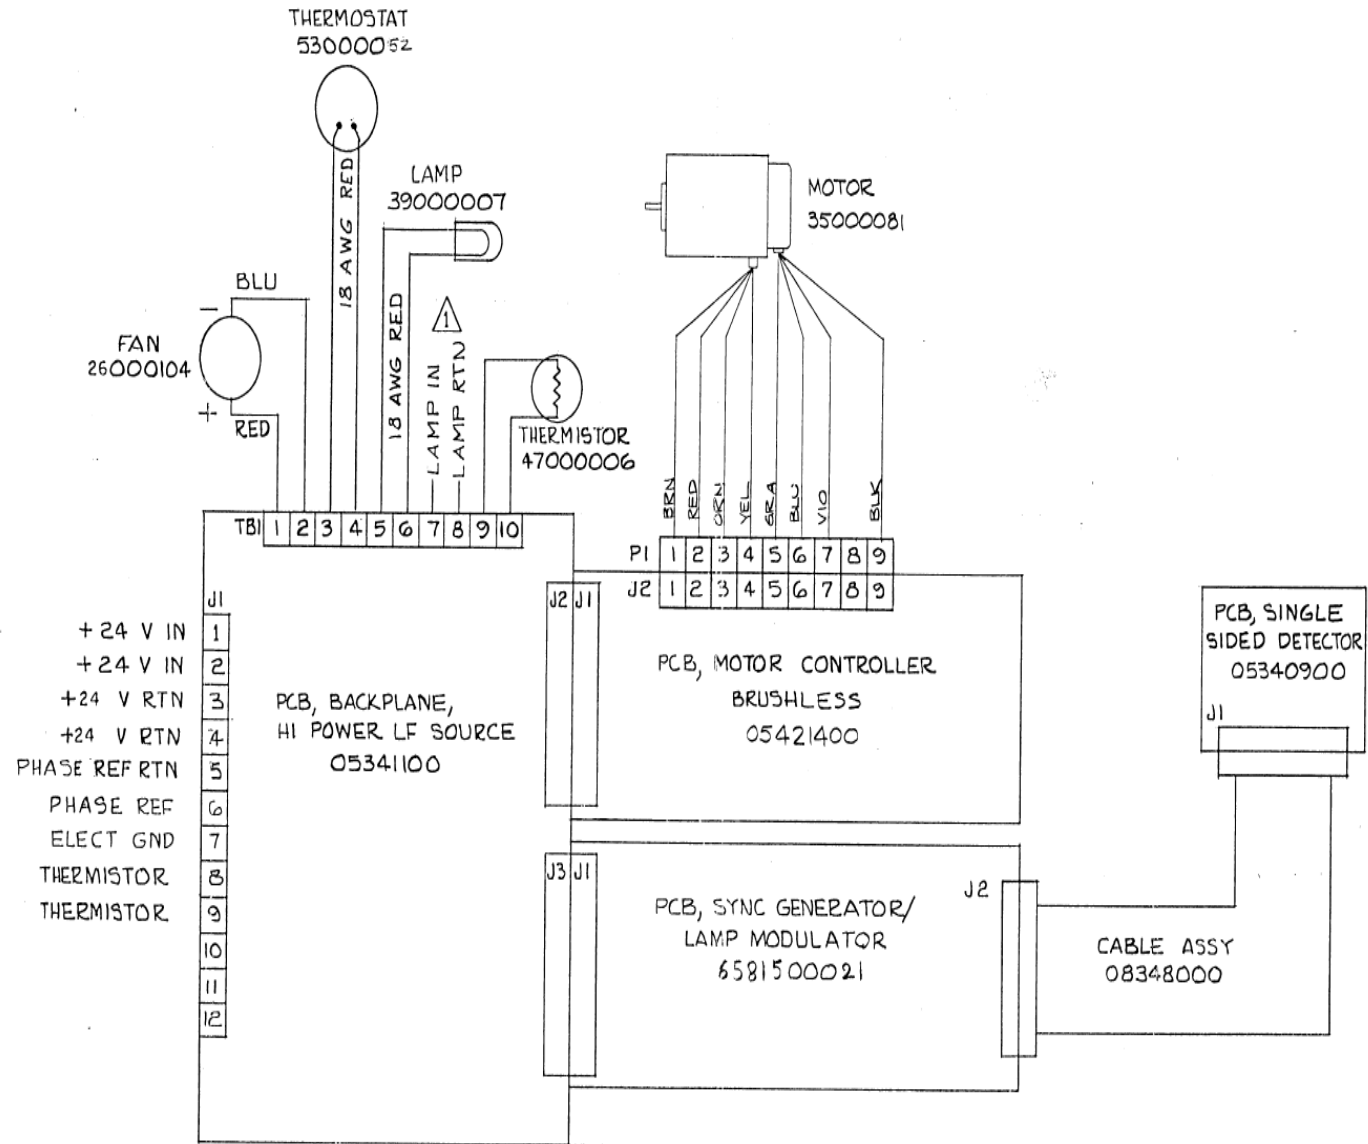 THERMOSTAT
53000052
18 AWG RED
LAMP
39000007
18 AWG RED
1
LAMP IN
LAMP RTN
BLU
−
FAN
26000104
+
RED
THERMISTOR
47000006
MOTOR
35000081
BRN
RED
ORN
YEL
GRA
BLU
VIO
BLK
TB1 1 2 3 4 5 6 7 8 9 10
P1 1 2 3 4 5 6 7 8 9
J2 1 2 3 4 5 6 7 8 9
J1
+24 V IN 1
+24 V IN 2
+24 V RTN 3
+24 V RTN 4
PHASE REF RTN 5
PHASE REF 6
ELECT GND 7
THERMISTOR 8
THERMISTOR 9
10
11
12
PCB, BACKPLANE,
HI POWER LF SOURCE
05341100
J2 J1
PCB, MOTOR CONTROLLER
BRUSHLESS
05421400
J3 J1
PCB, SYNC GENERATOR/
LAMP MODULATOR
6581500021
J2
CABLE ASSY
08348000
PCB, SINGLE
SIDED DETECTOR
05340900
J1